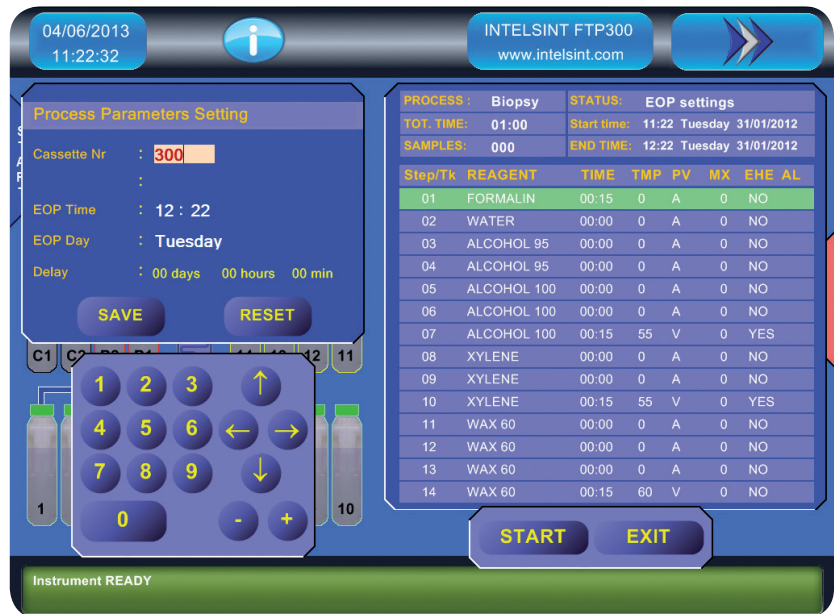 04/06/2013
11:22:32
i
INTELSINT FTP300
www.intelsint.com
Process Parameters Setting
Cassette Nr : 300
:
EOP Time : 12 : 22
EOP Day : Tuesday
Delay : 00 days 00 hours 00 min
SAVE RESET
PROCESS : Biopsy STATUS: EOP settings
TOT. TIME: 01:00 Start time: 11:22 Tuesday 31/01/2012
SAMPLES: 000 END TIME: 12:22 Tuesday 31/01/2012
Step/Tk REAGENT TIME TMP PV MX EHE AL
01 FORMALIN 00:15 0 A 0 NO
02 WATER 00:00 0 A 0 NO
03 ALCOHOL 95 00:00 0 A 0 NO
04 ALCOHOL 95 00:00 0 A 0 NO
05 ALCOHOL 100 00:00 0 A 0 NO
06 ALCOHOL 100 00:00 0 A 0 NO
07 ALCOHOL 100 00:15 55 V 0 YES
08 XYLENE 00:00 0 A 0 NO
09 XYLENE 00:00 0 A 0 NO
10 XYLENE 00:15 55 V 0 YES
11 WAX 60 00:00 0 A 0 NO
12 WAX 60 00:00 0 A 0 NO
13 WAX 60 00:00 0 A 0 NO
14 WAX 60 00:15 60 V 0 NO
C1 12 11
1 2 3 ↑
4 5 6 ← →
7 8 9 ↓
0 - +
1 10
START EXIT
Instrument READY